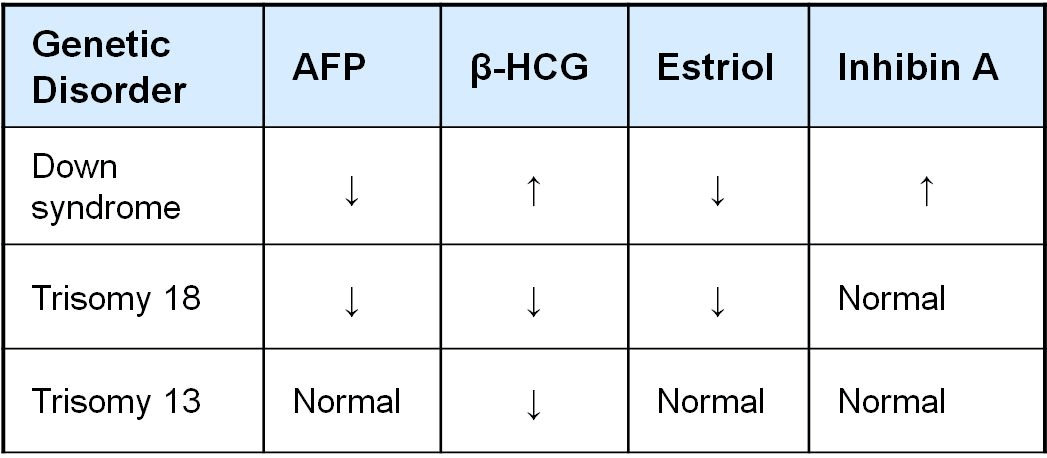 Genetic Disorder AFP β-HCG Estriol Inhibin A
Down syndrome ↓ ↑ ↓ ↑
Trisomy 18 ↓ ↓ ↓ Normal
Trisomy 13 Normal ↓ Normal Normal